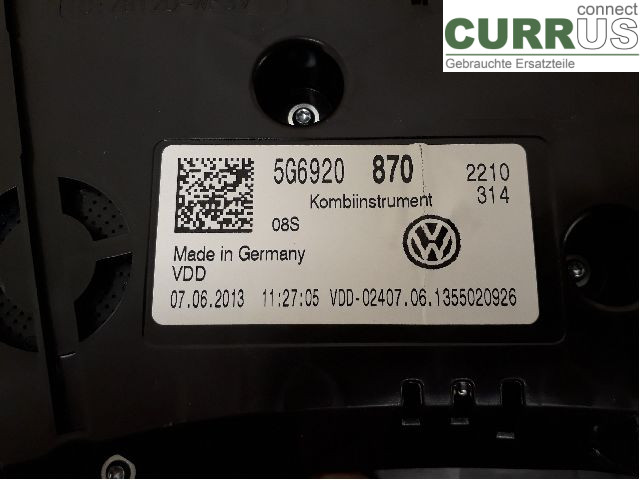 connect
CURRUS
Gebrauchte Ersatzteile
5G6920 870 2210
Kombiinstrument 314
08S
Made in Germany
VDD
07.06.2013 11:27:05 VDD-02407.06.1355020926